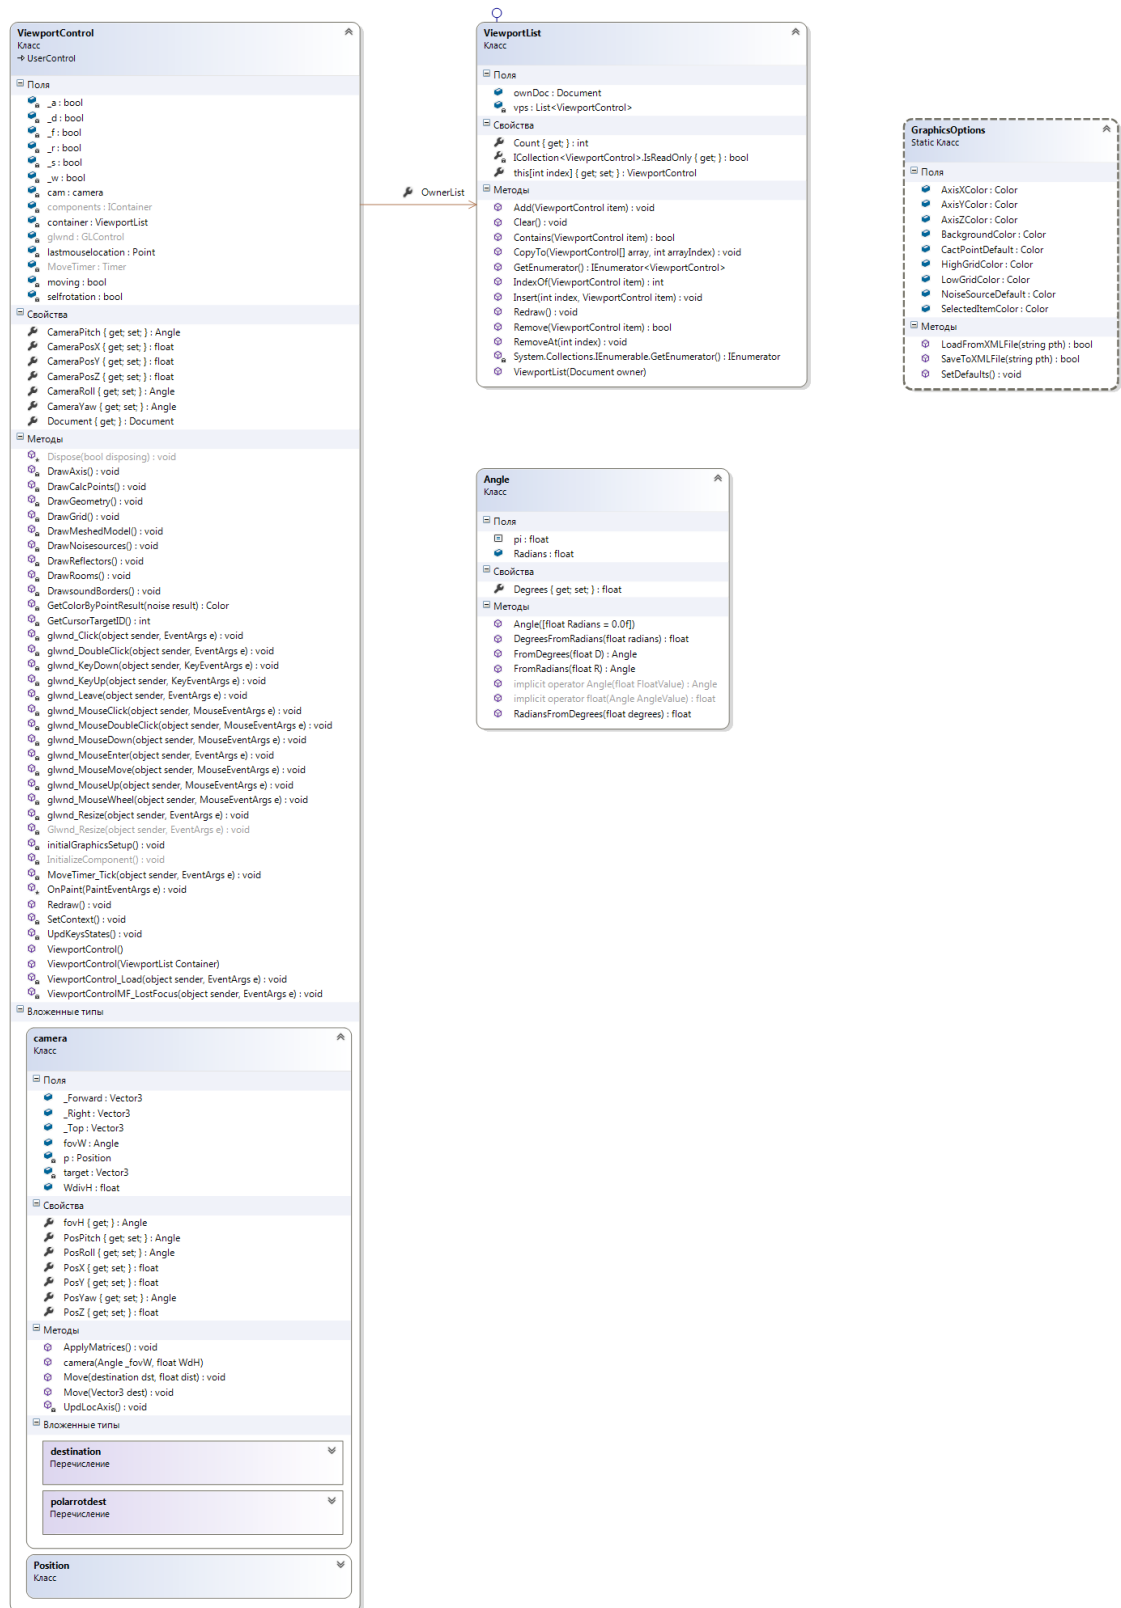 ViewportControl
Класс
UserControl
Поля
_a : bool
_d : bool
_f : bool
_r : bool
_s : bool
_w : bool
cam : camera
components : IContainer
container : ViewportList
glwnd : GLControl
lastmouselocation : Point
MoveTimer : Timer
moving : bool
selfrotation : bool
Свойства
CameraPitch { get; set; } : Angle
CameraPosX { get; set; } : float
CameraPosY { get; set; } : float
CameraPosZ { get; set; } : float
CameraRoll { get; set; } : Angle
CameraYaw { get; set; } : Angle
Document { get; } : Document
Методы
Dispose(bool disposing) : void
DrawAxis() : void
DrawCalcPoints() : void
DrawGeometry() : void
DrawGrid() : void
DrawMeshedModel() : void
DrawNoisesources() : void
DrawReflectors() : void
DrawRooms() : void
DrawsoundBorders() : void
GetColorByPointResult(noise result) : Color
GetCursorTargetID() : int
glwnd_Click(object sender, EventArgs e) : void
glwnd_DoubleClick(object sender, EventArgs e) : void
glwnd_KeyDown(object sender, KeyEventArgs e) : void
glwnd_KeyUp(object sender, KeyEventArgs e) : void
glwnd_Leave(object sender, EventArgs e) : void
glwnd_MouseClick(object sender, MouseEventArgs e) : void
glwnd_MouseDoubleClick(object sender, MouseEventArgs e) : void
glwnd_MouseDown(object sender, MouseEventArgs e) : void
glwnd_MouseEnter(object sender, EventArgs e) : void
glwnd_MouseMove(object sender, MouseEventArgs e) : void
glwnd_MouseUp(object sender, MouseEventArgs e) : void
glwnd_MouseWheel(object sender, MouseEventArgs e) : void
glwnd_Resize(object sender, EventArgs e) : void
Glwnd_Resize(object sender, EventArgs e) : void
initialGraphicsSetup() : void
InitializeComponent() : void
MoveTimer_Tick(object sender, EventArgs e) : void
OnPaint(PaintEventArgs e) : void
Redraw() : void
SetContext() : void
UpdKeysStates() : void
ViewportControl()
ViewportControl(ViewportList Container)
ViewportControl_Load(object sender, EventArgs e) : void
ViewportControlMF_LostFocus(object sender, EventArgs e) : void
Вложенные типы
camera
Класс
Поля
_Forward : Vector3
_Right : Vector3
_Top : Vector3
fovW : Angle
p : Position
target : Vector3
WdivH : float
Свойства
fovH { get; } : Angle
PosPitch { get; set; } : Angle
PosRoll { get; set; } : Angle
PosX { get; set; } : float
PosY { get; set; } : float
PosYaw { get; set; } : Angle
PosZ { get; set; } : float
Методы
ApplyMatrices() : void
camera(Angle _fovW, float WdH)
Move(destination dst, float dist) : void
Move(Vector3 dest) : void
UpdLocAxis() : void
Вложенные типы
destination
Перечисление
polarrotdest
Перечисление
Position
Класс
OwnerList
ViewportList
Класс
Поля
ownDoc : Document
vps : List<ViewportControl>
Свойства
Count { get; } : int
ICollection<ViewportControl>.IsReadOnly { get; } : bool
this[int index] { get; set; } : ViewportControl
Методы
Add(ViewportControl item) : void
Clear() : void
Contains(ViewportControl item) : bool
CopyTo(ViewportControl[] array, int arrayIndex) : void
GetEnumerator() : IEnumerator<ViewportControl>
IndexOf(ViewportControl item) : int
Insert(int index, ViewportControl item) : void
Redraw() : void
Remove(ViewportControl item) : bool
RemoveAt(int index) : void
System.Collections.IEnumerable.GetEnumerator() : IEnumerator
ViewportList(Document owner)
Angle
Класс
Поля
pi : float
Radians : float
Свойства
Degrees { get; set; } : float
Методы
Angle([float Radians = 0.0f])
DegreesFromRadians(float radians) : float
FromDegrees(float D) : Angle
FromRadians(float R) : Angle
implicit operator Angle(float FloatValue) : Angle
implicit operator float(Angle AngleValue) : float
RadiansFromDegrees(float degrees) : float
GraphicsOptions
Static Класс
Поля
AxisXColor : Color
AxisYColor : Color
AxisZColor : Color
BackgroundColor : Color
CactPointDefault : Color
HighGridColor : Color
LowGridColor : Color
NoiseSourceDefault : Color
SelectedItemColor : Color
Методы
LoadFromXMLFile(string pth) : bool
SaveToXMLFile(string pth) : bool
SetDefaults() : void